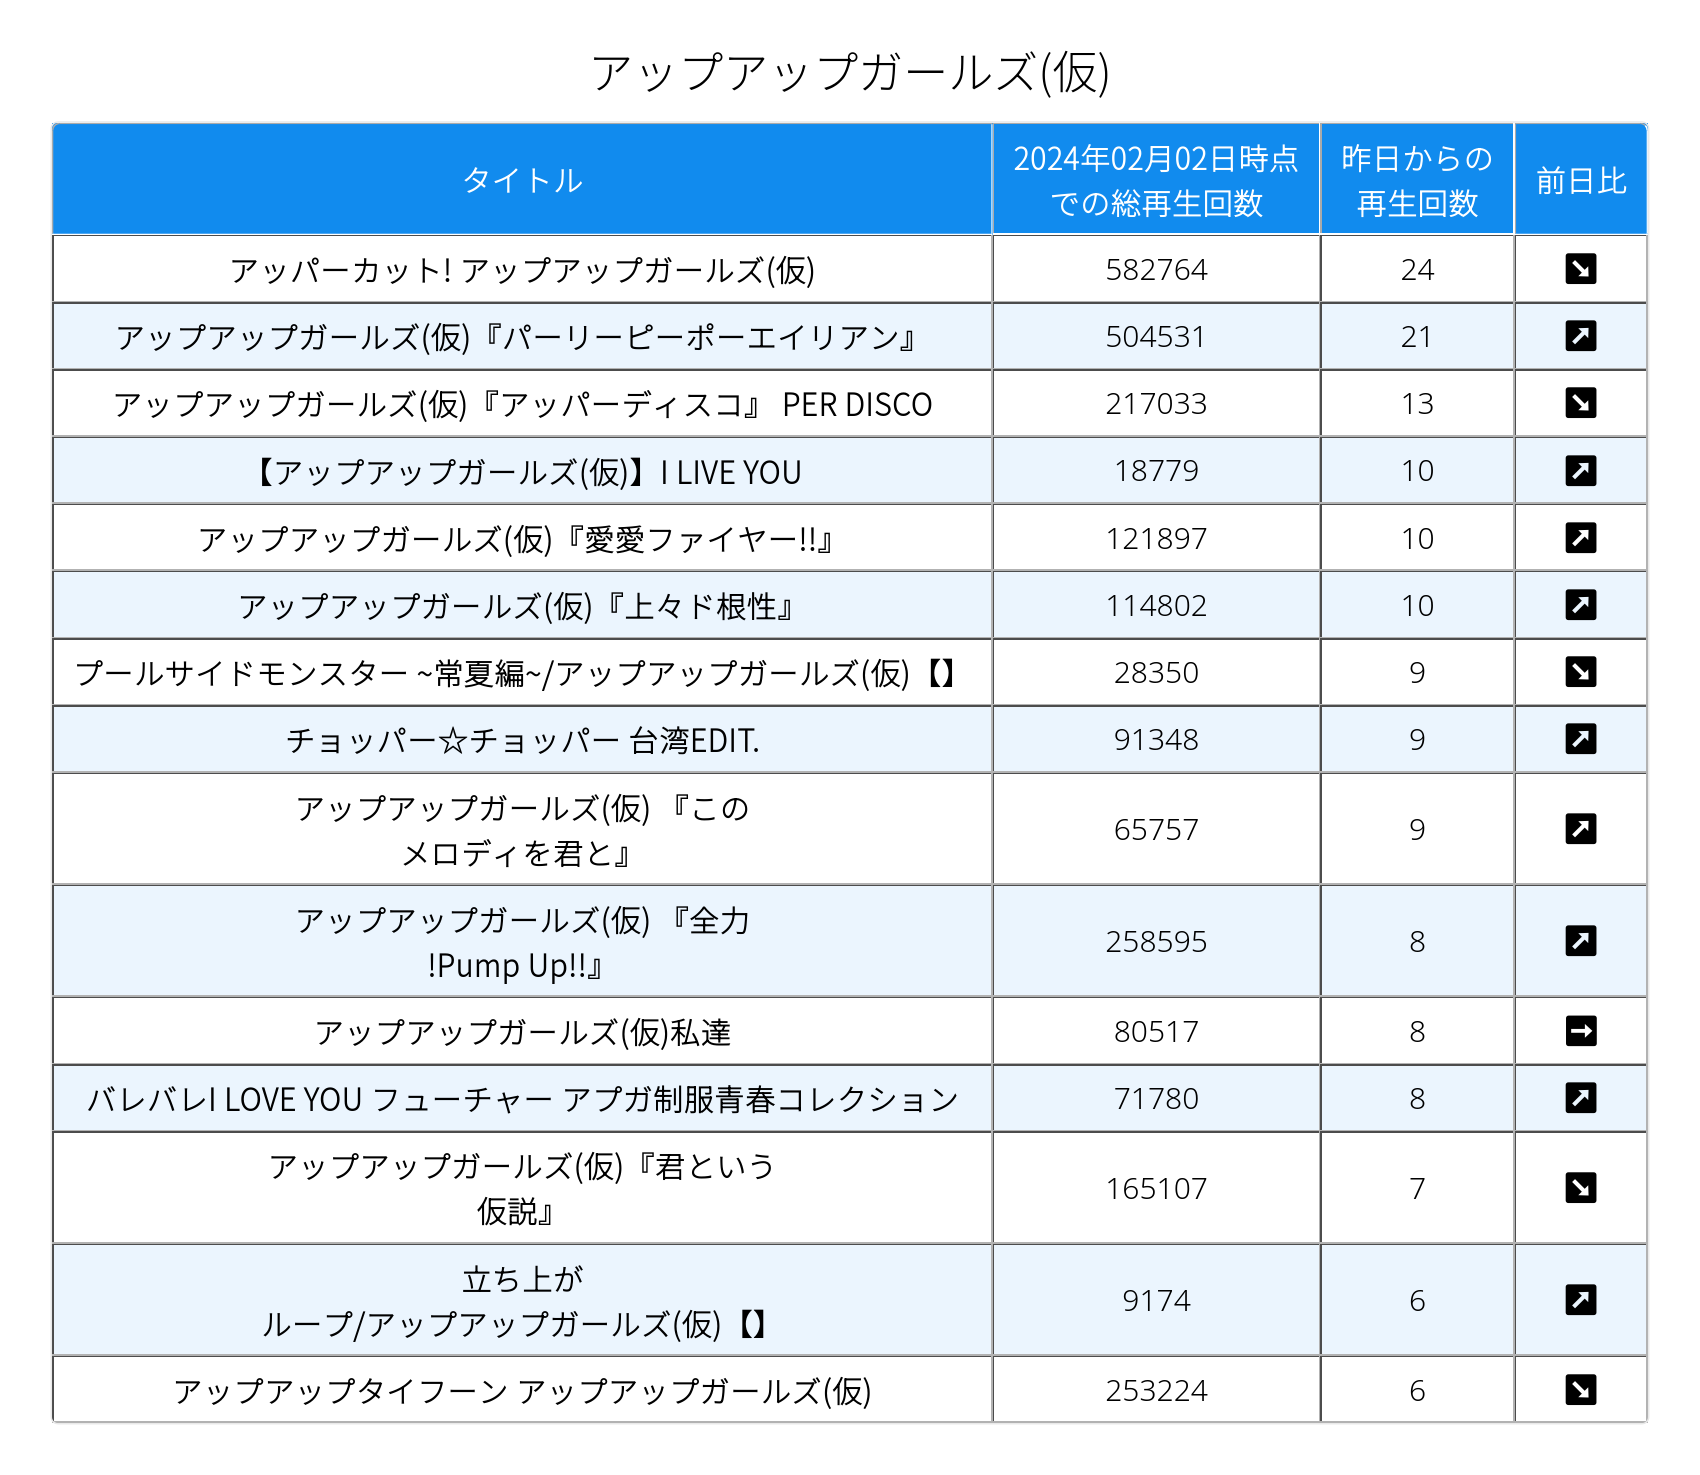 アップアップガールズ(仮)
タイトル
2024年02月02日時点
での総再生回数
昨日からの
再生回数
前日比
アッパーカット! アップアップガールズ(仮)
582764
24
アップアップガールズ(仮)『パーリーピーポーエイリアン』
504531
21
アップアップガールズ(仮)『アッパーディスコ』 PER DISCO
217033
13
【アップアップガールズ(仮)】I LIVE YOU
18779
10
アップアップガールズ(仮)『愛愛ファイヤー!!』
121897
10
アップアップガールズ(仮)『上々ド根性』
114802
10
プールサイドモンスター ~常夏編~/アップアップガールズ(仮)【】
28350
9
チョッパー☆チョッパー 台湾EDIT.
91348
9
アップアップガールズ(仮) 『この
メロディを君と』
65757
9
アップアップガールズ(仮) 『全力
!Pump Up!!』
258595
8
アップアップガールズ(仮)私達
80517
8
バレバレI LOVE YOU フューチャー アプガ制服青春コレクション
71780
8
アップアップガールズ(仮)『君という
仮説』
165107
7
立ち上が
ループ/アップアップガールズ(仮)【】
9174
6
アップアップタイフーン アップアップガールズ(仮)
253224
6